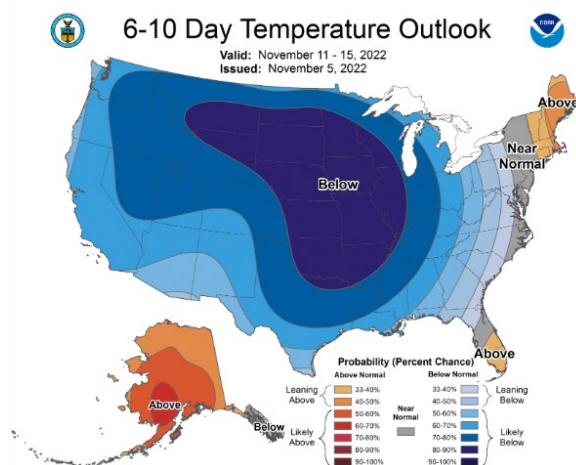 6-10 Day Temperature Outlook
Valid: November 11 - 15, 2022
Issued: November 5, 2022
NOAA
Above
Near
Normal
Below
Above
Above
Below
Probability (Percent Chance)
Above Normal Below Normal
Leaning Above
33-40%
40-50%
Likely Above
50-60%
60-70%
70-80%
80-90%
90-100%
Near
Normal
33-40%
40-50%
Leaning Below
50-60%
60-70%
70-80%
80-90%
90-100%
Likely Below